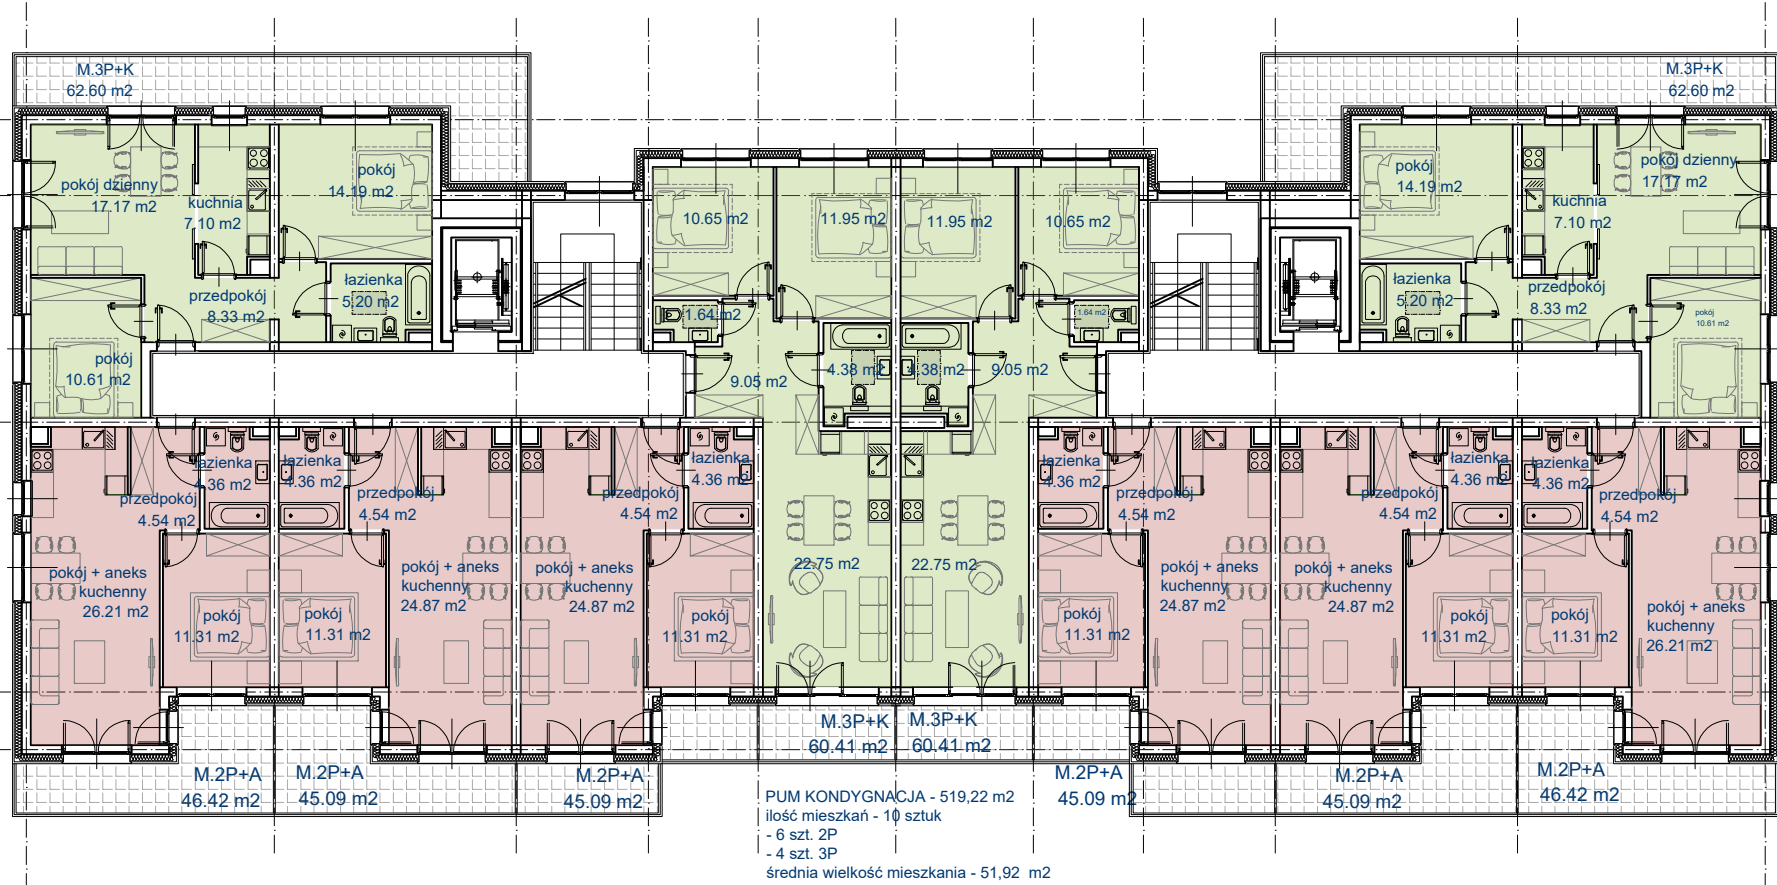 M.3P+K
62.60 m2
M.3P+K
62.60 m2
pokój dzienny
17.17 m2
kuchnia
7.10 m2
pokój
14.19 m2
łazienka
5.20 m2
przedpokój
8.33 m2
pokój
10.61 m2
10.65 m2
11.95 m2
1.64 m2
9.05 m2
4.38 m2
22.75 m2
11.95 m2
10.65 m2
1.64 m2
4.38 m2
9.05 m2
22.75 m2
pokój
14.19 m2
kuchnia
7.10 m2
pokój dzienny
17.17 m2
łazienka
5.20 m2
przedpokój
8.33 m2
pokój
10.61 m2
łazienka
4.36 m2
przedpokój
4.54 m2
pokój + aneks
kuchenny
26.21 m2
pokój
11.31 m2
łazienka
4.36 m2
przedpokój
4.54 m2
pokój
11.31 m2
pokój + aneks
kuchenny
24.87 m2
pokój + aneks
kuchenny
24.87 m2
przedpokój
4.54 m2
łazienka
4.36 m2
pokój
11.31 m2
łazienka
4.36 m2
przedpokój
4.54 m2
pokój
11.31 m2
pokój + aneks
kuchenny
24.87 m2
pokój + aneks
kuchenny
24.87 m2
przedpokój
4.54 m2
łazienka
4.36 m2
pokój
11.31 m2
łazienka
4.36 m2
przedpokój
4.54 m2
pokój
11.31 m2
pokój + aneks
kuchenny
26.21 m2
M.2P+A
46.42 m2
M.2P+A
45.09 m2
M.2P+A
45.09 m2
M.3P+K
60.41 m2
M.3P+K
60.41 m2
M.2P+A
45.09 m2
M.2P+A
45.09 m2
M.2P+A
46.42 m2
PUM KONDYGNACJA - 519,22 m2
ilość mieszkań - 10 sztuk
- 6 szt. 2P
- 4 szt. 3P
średnia wielkość mieszkania - 51,92 m2